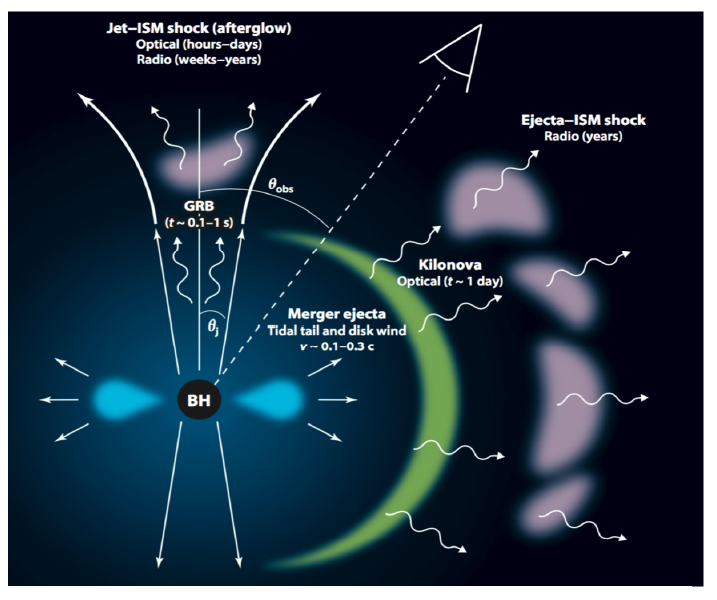 Jet–ISM shock (afterglow)
Optical (hours–days)
Radio (weeks–years)
Ejecta–ISM shock
Radio (years)
θobs
GRB
(t ~ 0.1–1 s)
Kilonova
Optical (t ~ 1 day)
Merger ejecta
Tidal tail and disk wind
v ~ 0.1–0.3 c
θj
BH